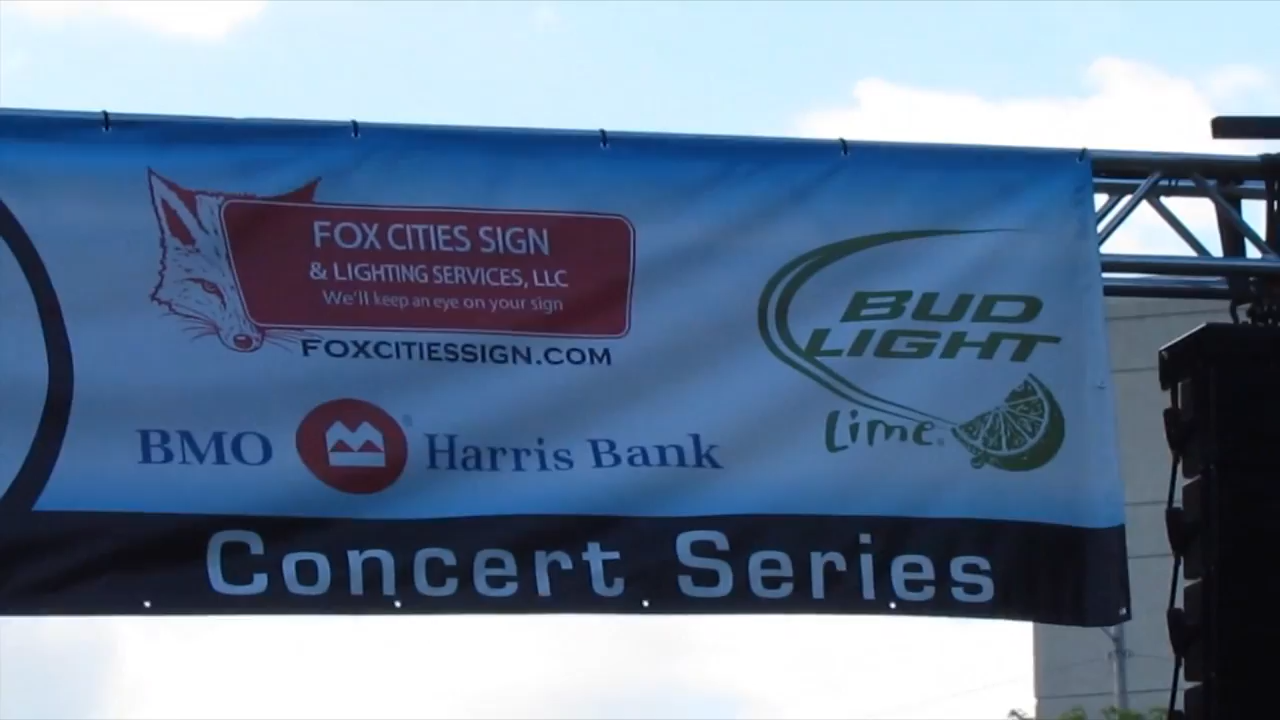 FOX CITIES SIGN
& LIGHTING SERVICES, LLC
We'll keep an eye on your sign
FOXCITIESSIGN.COM
BUD
LIGHT
Lime
BMO Harris Bank
Concert Series